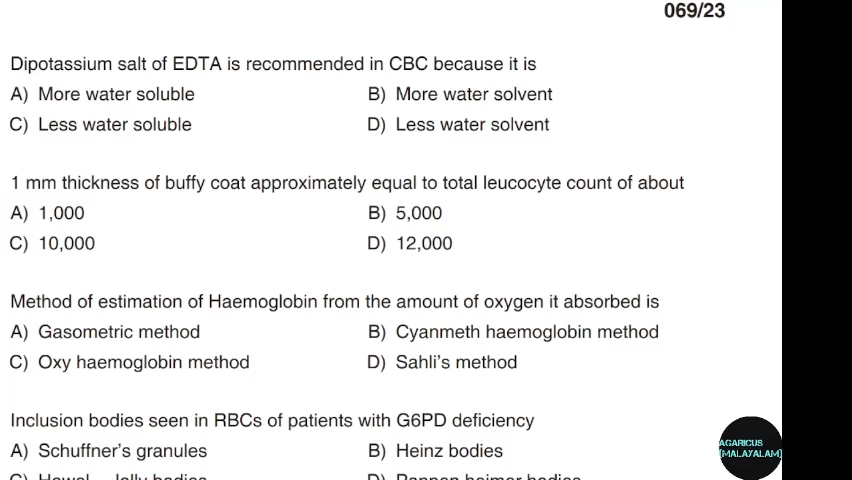 069/23
Dipotassium salt of EDTA is recommended in CBC because it is
A) More water soluble B) More water solvent
C) Less water soluble D) Less water solvent
1 mm thickness of buffy coat approximately equal to total leucocyte count of about
A) 1,000 B) 5,000
C) 10,000 D) 12,000
Method of estimation of Haemoglobin from the amount of oxygen it absorbed is
A) Gasometric method B) Cyanmeth haemoglobin method
C) Oxy haemoglobin method D) Sahli's method
Inclusion bodies seen in RBCs of patients with G6PD deficiency
A) Schuffner's granules B) Heinz bodies
AGARICUS
[MALAYALAM]